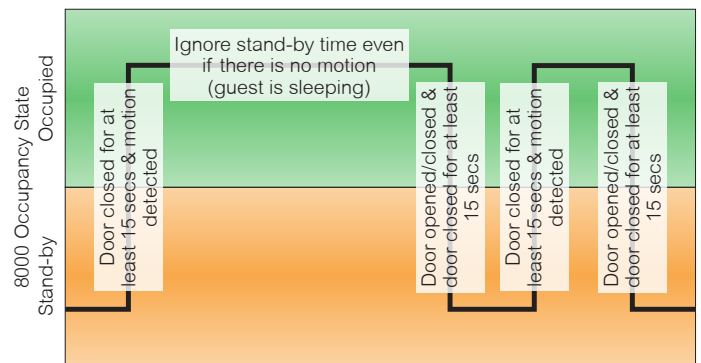 8000 Occupancy State
Occupied
Stand-by
Door closed for at
least 15 secs & motion
detected
Ignore stand-by time even
if there is no motion
(guest is sleeping)
Door opened/closed &
door closed for at least
15 secs
Door closed for at
least 15 secs & motion
detected
Door opened/closed &
door closed for at least
15 secs